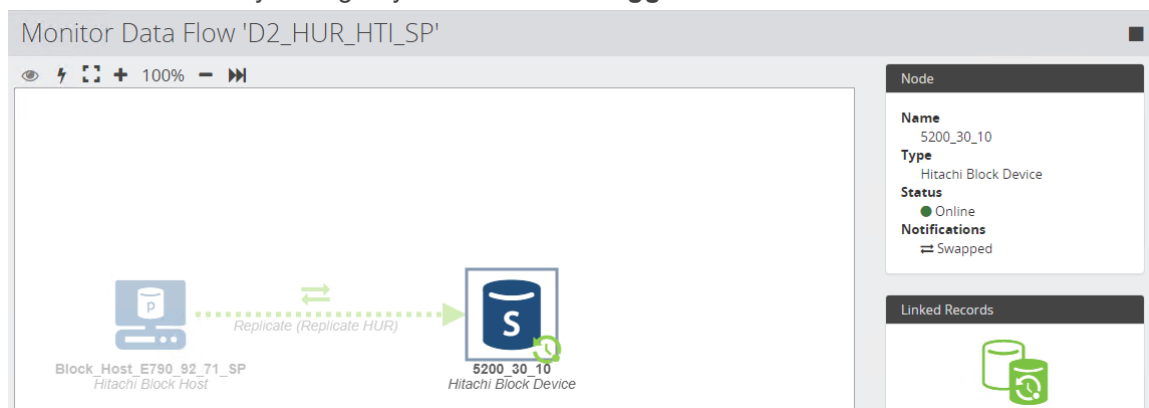 Monitor Data Flow 'D2_HUR_HTI_SP'
100%
Node
Name
5200_30_10
Type
Hitachi Block Device
Status
Online
Notifications
Swapped
P
Replicate (Replicate HUR)
S
Block_Host_E790_92_71_SP
Hitachi Block Host
5200_30_10
Hitachi Block Device
Linked Records